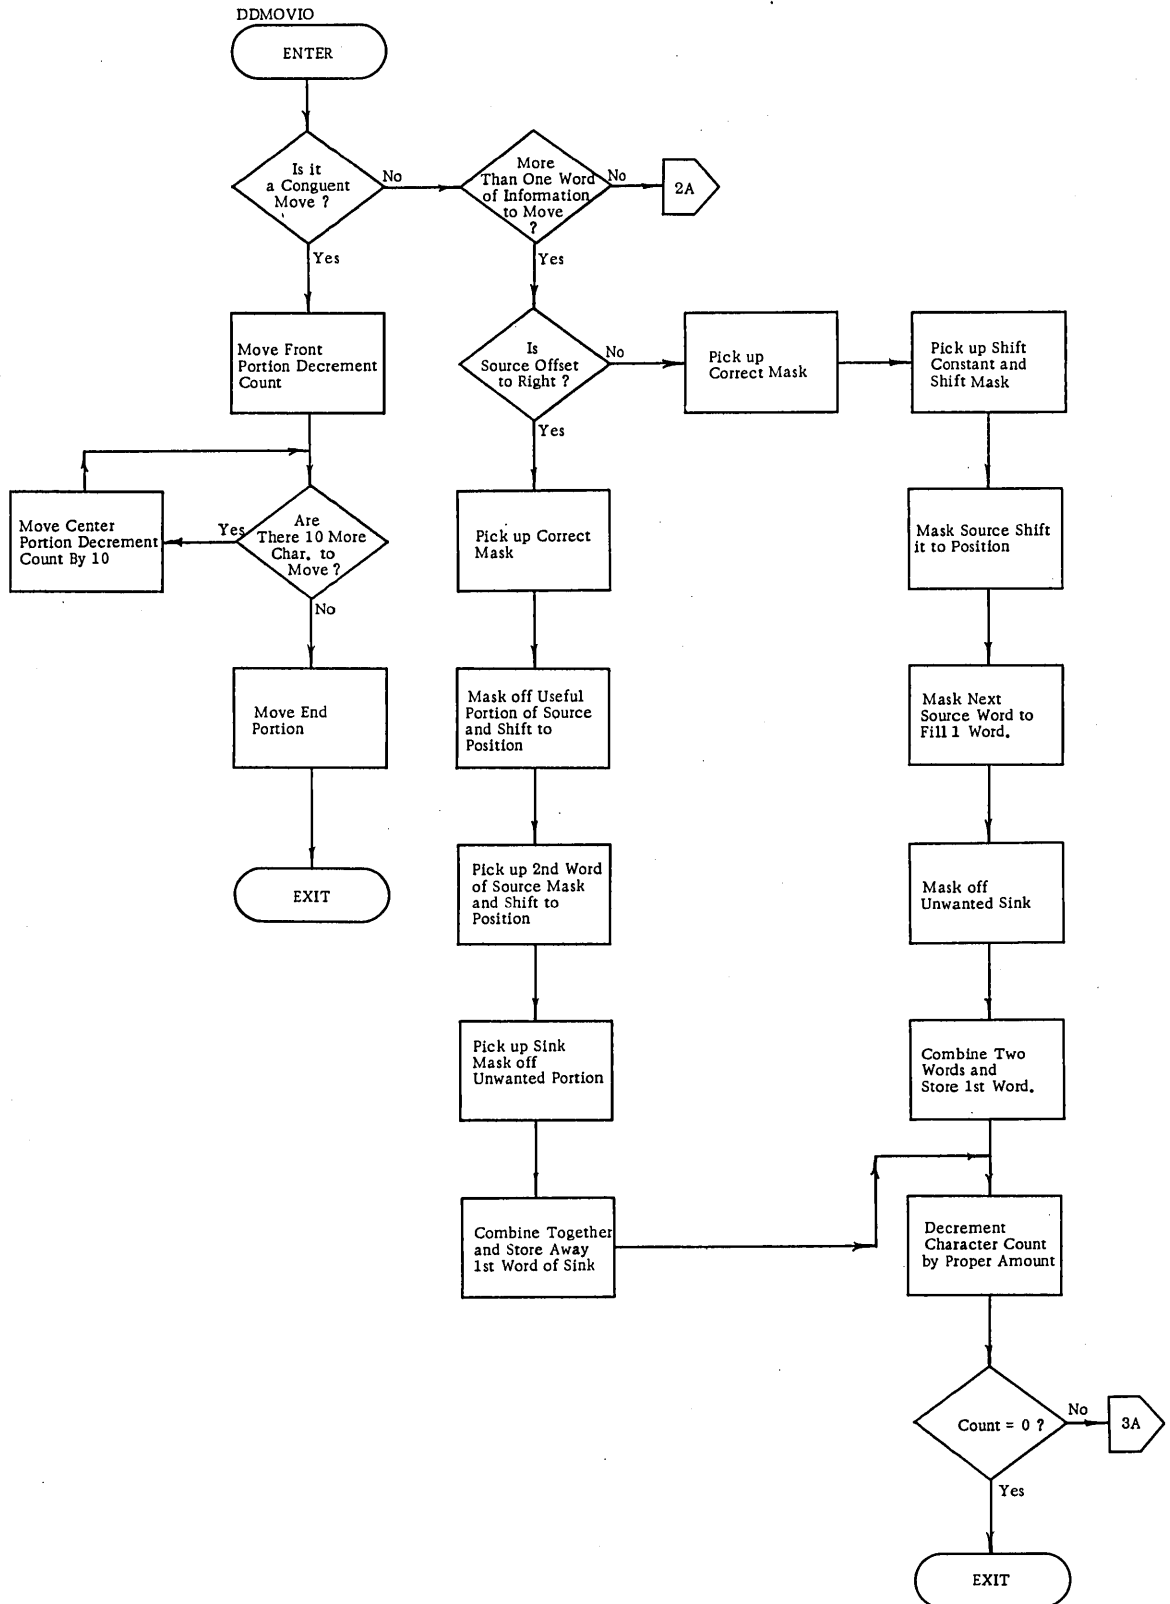 DDMOVIO
ENTER
Is it
a Conguent
Move ?
No
Yes
More
Than One Word
of Information
to Move
?
No
2A
Yes
Move Front
Portion Decrement
Count
Is
Source Offset
to Right ?
No
Yes
Pick up
Correct Mask
Pick up Shift
Constant and
Shift Mask
Move Center
Portion Decrement
Count By 10
Yes
Are
There 10 More
Char. to
Move ?
No
Pick up Correct
Mask
Mask Source Shift
it to Position
Move End
Portion
Mask off Useful
Portion of Source
and Shift to
Position
Mask Next
Source Word to
Fill 1 Word.
EXIT
Pick up 2nd Word
of Source Mask
and Shift to
Position
Mask off
Unwanted Sink
Pick up Sink
Mask off
Unwanted Portion
Combine Two
Words and
Store 1st Word.
Combine Together
and Store Away
1st Word of Sink
Decrement
Character Count
by Proper Amount
Count = 0 ?
No
3A
Yes
EXIT